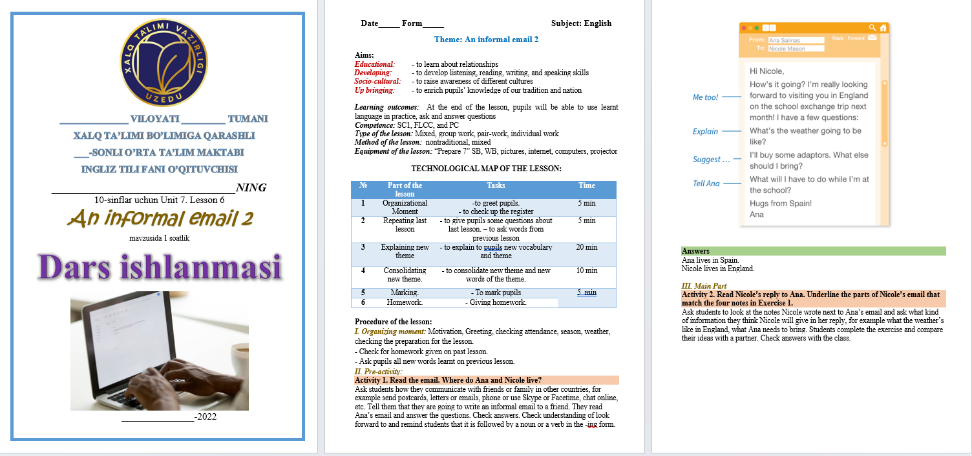 XALQ TALIMI VAZIRLIGI
UZEDU
______________ VILOYATI _________ TUMANI
XALQ TA’LIMI BO’LIMIGA QARASHLI
___-SONLI O’RTA TA’LIM MAKTABI
INGLIZ TILI FANI O’QITUVCHISI
______________________________NING
10-sinflar uchun Unit 7. Lesson 6
An informal email 2
mavzusida 1 soatlik
Dars ishlanmasi
________________-2022
Date_____ Form_____ Subject: English
Theme: An informal email 2
Aims:
Educational: - to learn about relationships
Developing: - to develop listening, reading, writing, and speaking skills
Socio-cultural: - to raise awareness of different cultures
Up bringing: - to enrich pupils’ knowledge of our tradition and nation
Learning outcomes: At the end of the lesson, pupils will be able to use learnt
language in practice, ask and answer questions
Competence: SC1, FLCC, and PC
Type of the lesson: Mixed, group work, pair-work, individual work
Method of the lesson: nontraditional, mixed
Equipment of the lesson: “Prepare 7” SB, WB, pictures, internet, computers, projector
TECHNOLOGICAL MAP OF THE LESSON:
№ Part of the lesson Tasks Time
1 Organizational Moment -to greet pupils. - to check up the register 5 min
2 Repeating last lesson - to give pupils some questions about last lesson. – to ask words from previous lesson 5 min
3 Explaining new theme - to explain to pupils new vocabulary and theme 20 min
4 Consolidating new theme. - to consolidate new theme and new words of the theme. 10 min
5 Marking. - To mark pupils 5 min
6 Homework. - Giving homework.
Procedure of the lesson:
I. Organizing moment: Motivation, Greeting, checking attendance, season, weather,
checking the preparation for the lesson.
- Check for homework given on past lesson.
- Ask pupils all new words learnt on previous lesson.
II. Pre-activity:
Activity 1. Read the email. Where do Ana and Nicole live?
Ask students how they communicate with friends or family in other countries, for
example send postcards, letters or emails, phone or use Skype or Facetime, chat online,
etc. Tell them that they are going to write an informal email to a friend. They read
Ana’s email and answer the questions. Check answers. Check understanding of look
forward to and remind students that it is followed by a noun or a verb in the -ing form.
From: Ana Salinas
To: Nicole Mason
Hi Nicole,
How’s it going? I’m really looking
Me too! forward to visiting you in England
on the school exchange trip next
month! I have a few questions:
Explain What’s the weather going to be
like?
Suggest ... I’ll buy some adaptors. What else
should I bring?
Tell Ana What will I have to do while I’m at
the school?
Hugs from Spain!
Ana
Answers
Ana lives in Spain.
Nicole lives in England.
III. Main Part
Activity 2. Read Nicole’s reply to Ana. Underline the parts of Nicole’s email that
match the four notes in Exercise 1.
Ask students to look at the notes Nicole wrote next to Ana’s email and ask what kind
of information they think Nicole will give in her reply, for example what the weather’s
like in England, what Ana needs to bring. Students complete the exercise and compare
their ideas with a partner. Check answers with the class.